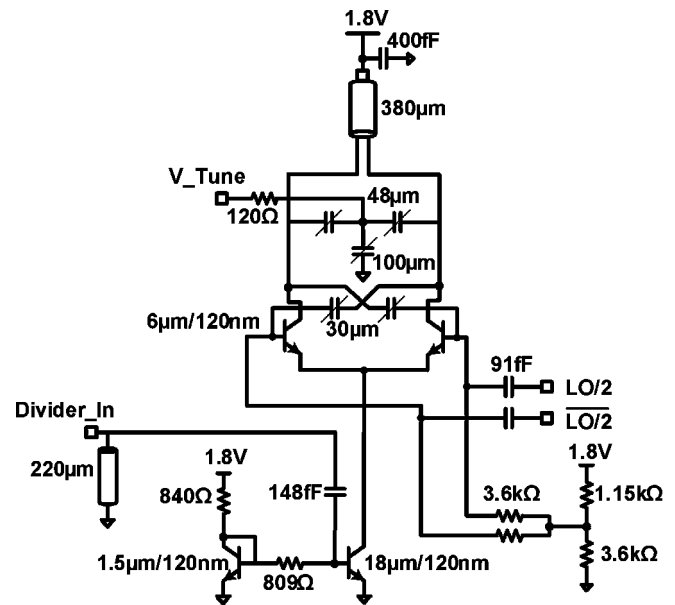 1.8V
400fF
380µm
V_Tune
120Ω
48µm
100µm
6µm/120nm
30µm
91fF
LO/2
LO/2
Divider_In
220µm
1.8V
840Ω
148fF
1.8V
3.6kΩ
1.15kΩ
1.5µm/120nm
809Ω
18µm/120nm
3.6kΩ